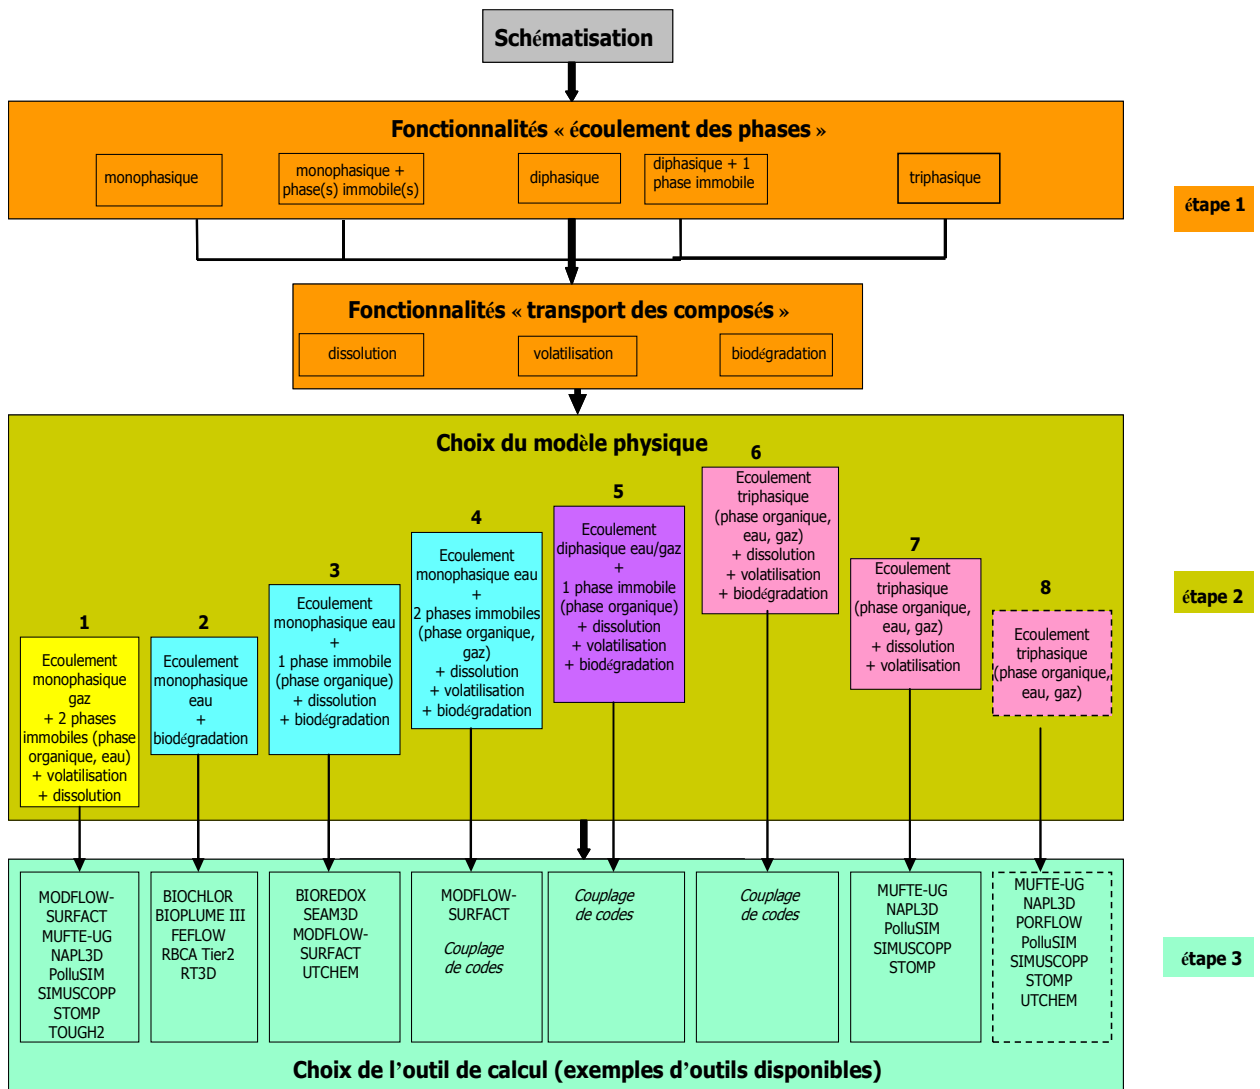 Schématisation
Fonctionnalités « écoulement des phases »
monophasique
monophasique +
phase(s) immobile(s)
diphasique
diphasique + 1
phase immobile
triphasique
étape 1
Fonctionnalités « transport des composés »
dissolution
volatilisation
biodégradation
Choix du modèle physique
étape 2
1
Ecoulement
monophasique
gaz
+ 2 phases
immobiles (phase
organique, eau)
+ volatilisation
+ dissolution
2
Ecoulement
monophasique
eau
+
biodégradation
3
Ecoulement
monophasique eau
+
1 phase immobile
(phase organique)
+ dissolution
+ biodégradation
4
Ecoulement
monophasique eau
+
2 phases immobiles
(phase organique,
gaz)
+ dissolution
+ volatilisation
+ biodégradation
5
Ecoulement
diphasique eau/gaz
+
1 phase immobile
(phase organique)
+ dissolution
+ volatilisation
+ biodégradation
6
Ecoulement
triphasique
(phase organique,
eau, gaz)
+ dissolution
+ volatilisation
+ biodégradation
7
Ecoulement
triphasique
(phase organique,
eau, gaz)
+ dissolution
+ volatilisation
8
Ecoulement
triphasique
(phase organique,
eau, gaz)
MODFLOW-
SURFACT
MUFTE-UG
NAPL3D
PolluSIM
SIMUSCOPP
STOMP
TOUGH2
BIOCHLOR
BIOPLUME III
FEFLOW
RBCA Tier2
RT3D
BIOREDOX
SEAM3D
MODFLOW-
SURFACT
UTCHEM
MODFLOW-
SURFACT
Couplage
de codes
Couplage
de codes
Couplage
de codes
MUFTE-UG
NAPL3D
PolluSIM
SIMUSCOPP
STOMP
MUFTE-UG
NAPL3D
PORFLOW
PolluSIM
SIMUSCOPP
STOMP
UTCHEM
étape 3
Choix de l'outil de calcul (exemples d'outils disponibles)